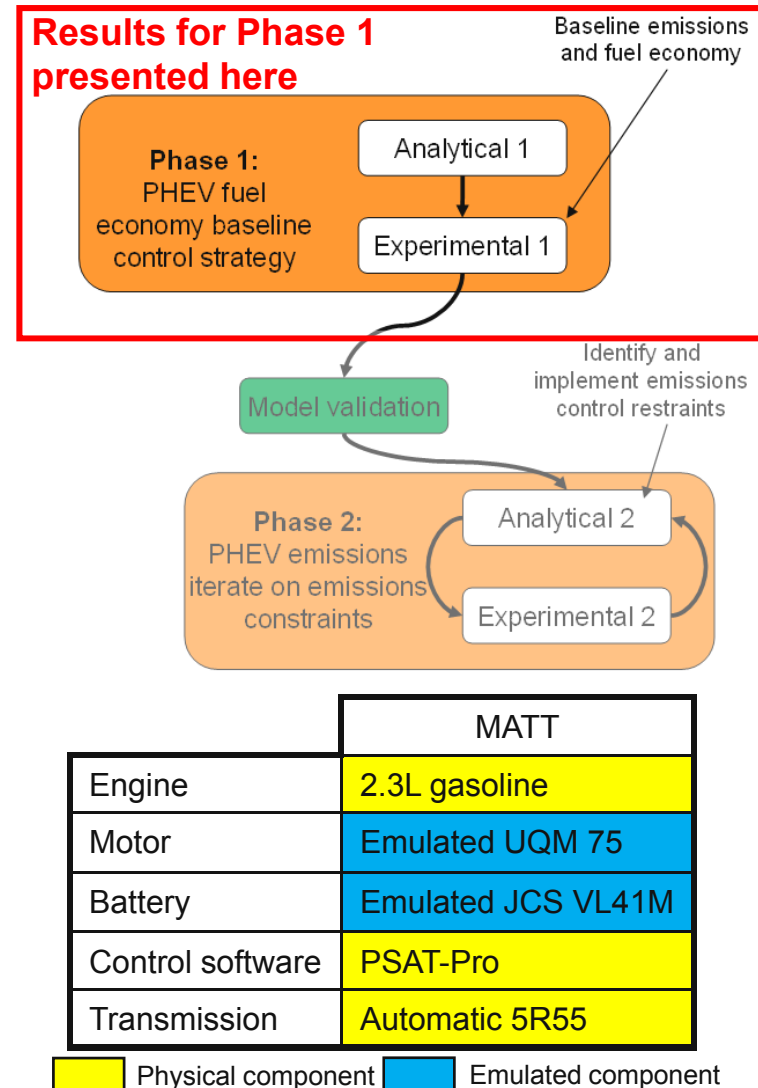 Results for Phase 1
presented here
Baseline emissions
and fuel economy
Phase 1:
PHEV fuel
economy baseline
control strategy
Analytical 1
Experimental 1
Identify and
implement emissions
control restraints
Model validation
Phase 2:
PHEV emissions
iterate on emissions
constraints
Analytical 2
Experimental 2
MATT
Engine 2.3L gasoline
Motor Emulated UQM 75
Battery Emulated JCS VL41M
Control software PSAT-Pro
Transmission Automatic 5R55
Physical component Emulated component